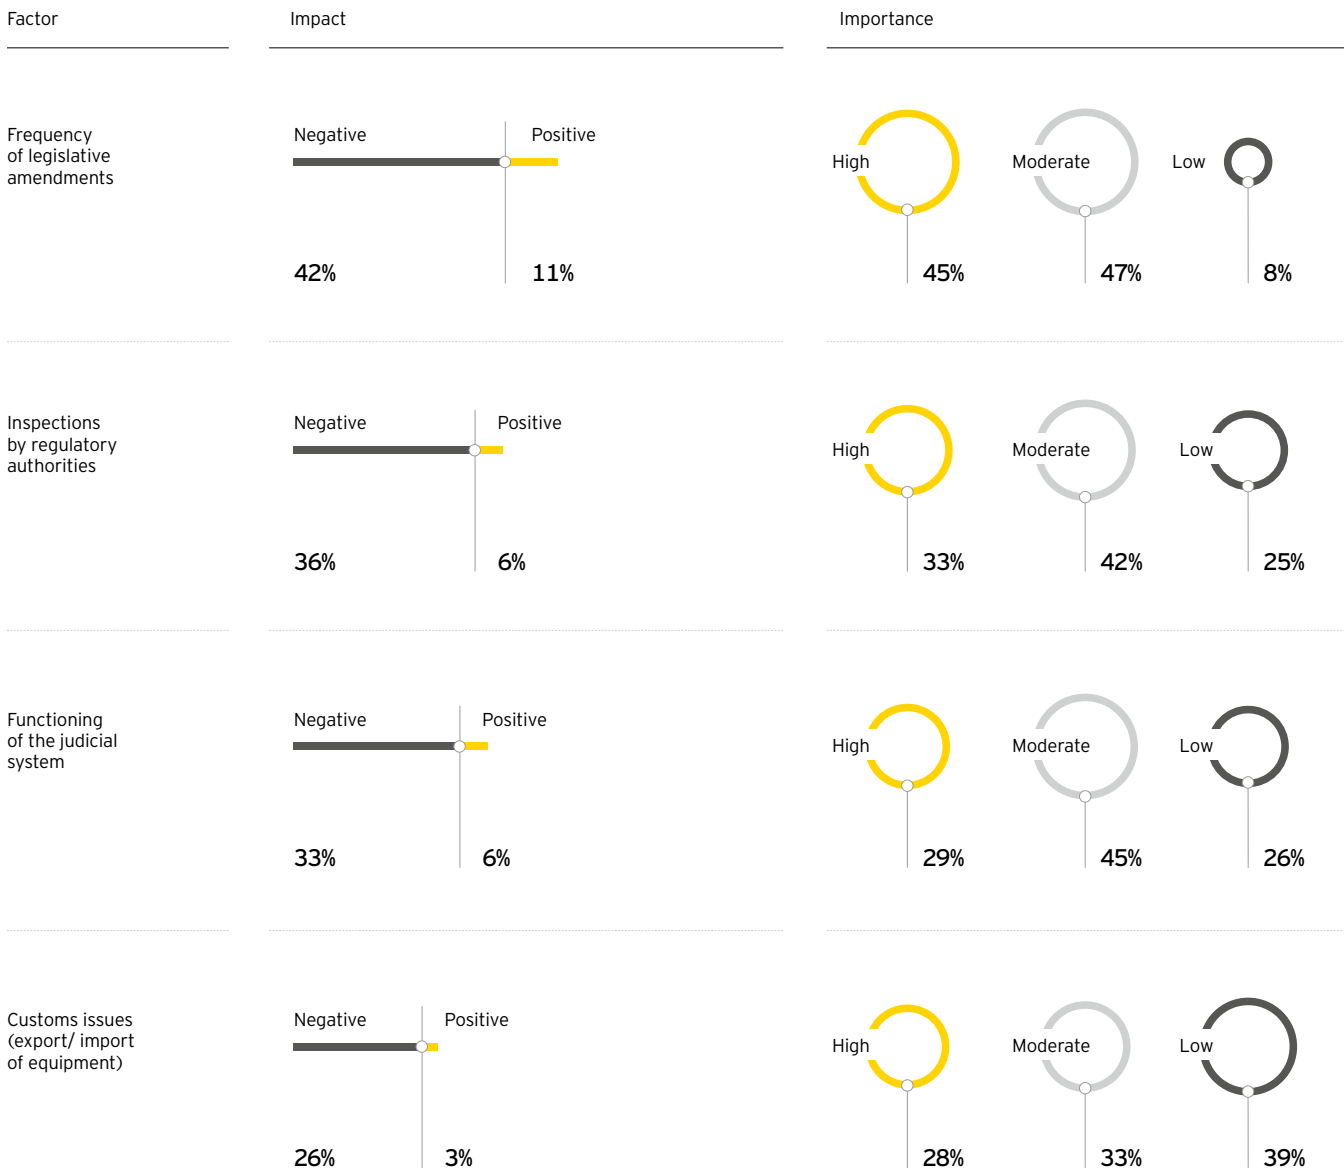 Factor
Impact
Importance
Frequency
of legislative
amendments
Negative
Positive
42%
11%
High
Moderate
Low
45%
47%
8%
Inspections
by regulatory
authorities
Negative
Positive
36%
6%
High
Moderate
Low
33%
42%
25%
Functioning
of the judicial
system
Negative
Positive
33%
6%
High
Moderate
Low
29%
45%
26%
Customs issues
(export/ import
of equipment)
Negative
Positive
26%
3%
High
Moderate
Low
28%
33%
39%